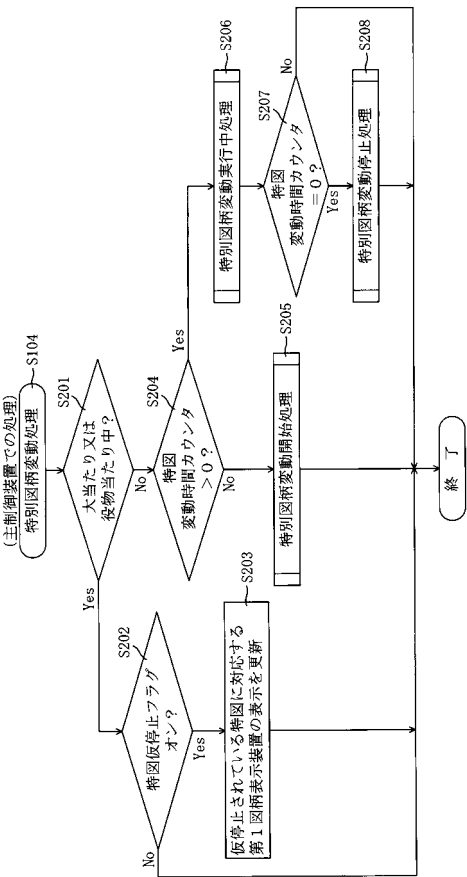 (主制御装置での処理)
特別図柄変動処理
S104
大当たり又は
役物当たり中？
S201
Yes
No
特図仮停止フラグ
オン？
S202
No
Yes
仮停止されている特図に対応する
第１図柄表示装置の表示を更新
S203
特図
変動時間カウンタ
＞０？
S204
Yes
No
特別図柄変動開始処理
S205
特別図柄変動実行中処理
S206
特図
変動時間カウンタ
＝０？
S207
No
Yes
特別図柄変動停止処理
S208
終了